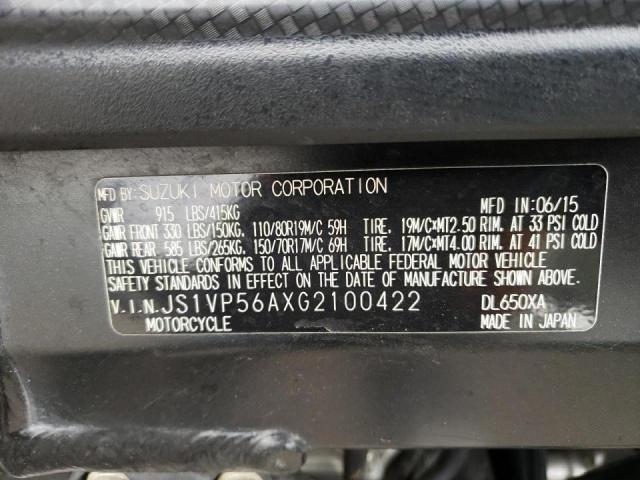 MFD BY: SUZUKI MOTOR CORPORATION MFD IN: 06/15
GVWR 915 LBS/415KG
GAWR FRONT 330 LBS/150KG, 110/80R19M/C 59H TIRE, 19M/C×MT2.50 RIM, AT 33 PSI COLD
GAWR REAR 585 LBS/265KG, 150/70R17M/C 69H TIRE, 17M/C×MT4.00 RIM, AT 41 PSI COLD
THIS VEHICLE CONFORMS TO ALL APPLICABLE FEDERAL MOTOR VEHICLE
SAFETY STANDARDS IN EFFECT ON THE DATE OF MANUFACTURE SHOWN ABOVE.
V.I.N. JS1VP56AXG2100422 DL650XA
MOTORCYCLE MADE IN JAPAN